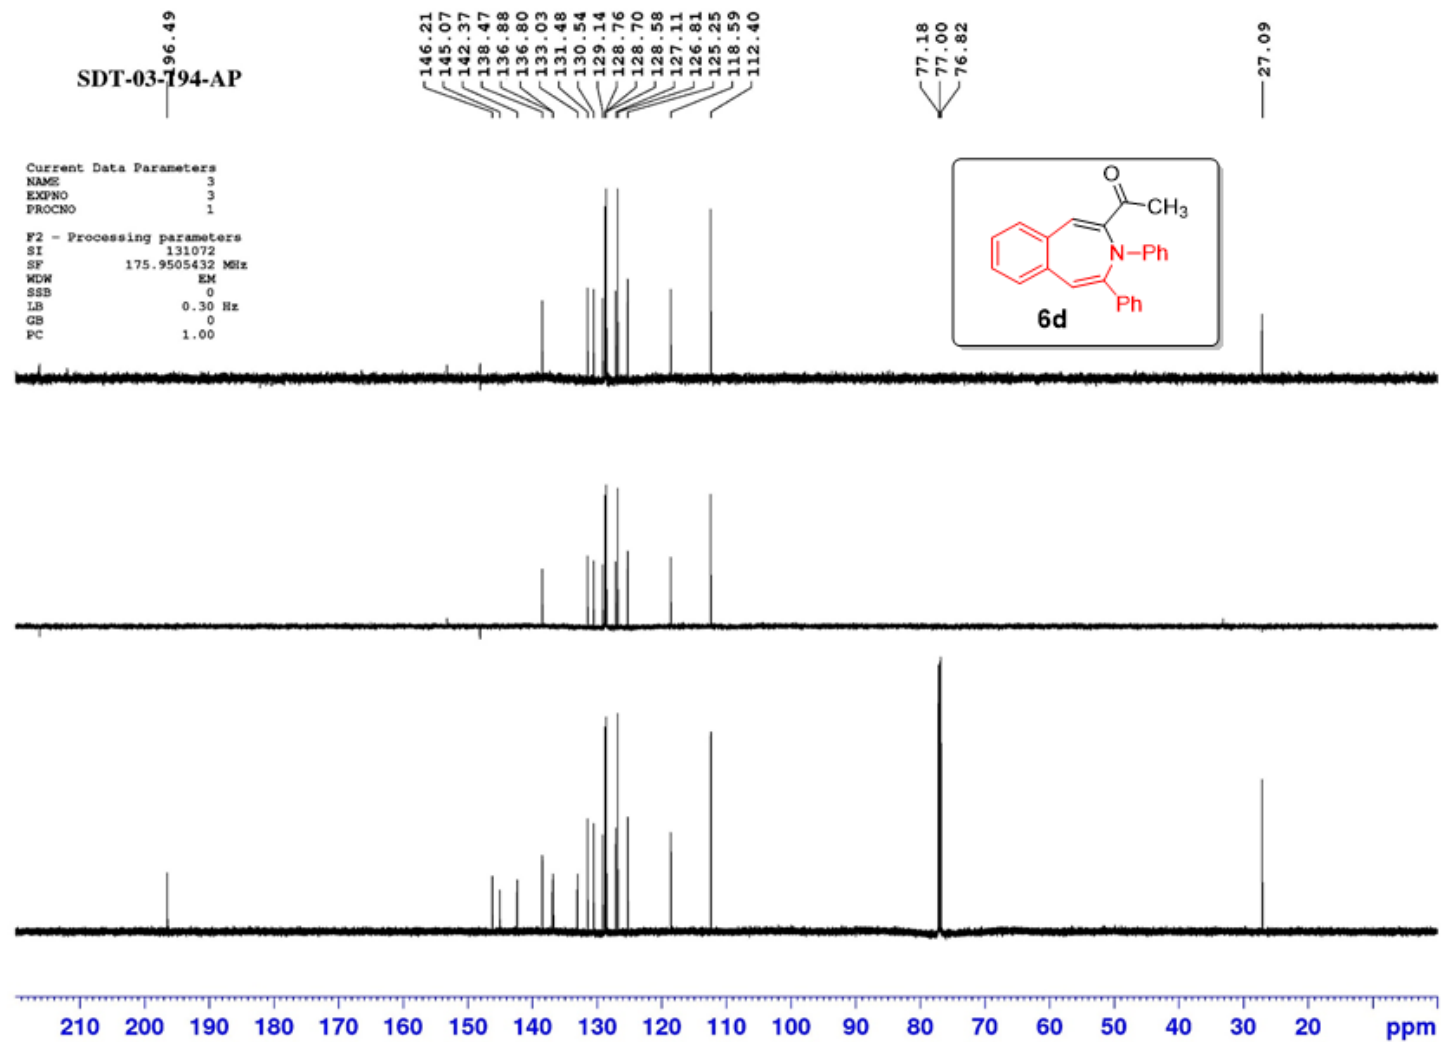 196.49
146.21
145.07
142.37
138.47
136.88
136.80
133.03
131.48
130.54
129.14
128.76
128.70
128.58
127.11
126.81
125.25
118.59
112.40
77.18
77.00
76.82
27.09
SDT-03-194-AP
Current Data Parameters
NAME 3
EXPNO 3
PROCNO 1
F2 - Processing parameters
SI 131072
SF 175.9505432 MHz
WDW EM
SSB 0
LB 0.30 Hz
GB 0
PC 1.00
O
CH3
N Ph
Ph
6d
210 200 190 180 170 160 150 140 130 120 110 100 90 80 70 60 50 40 30 20 ppm